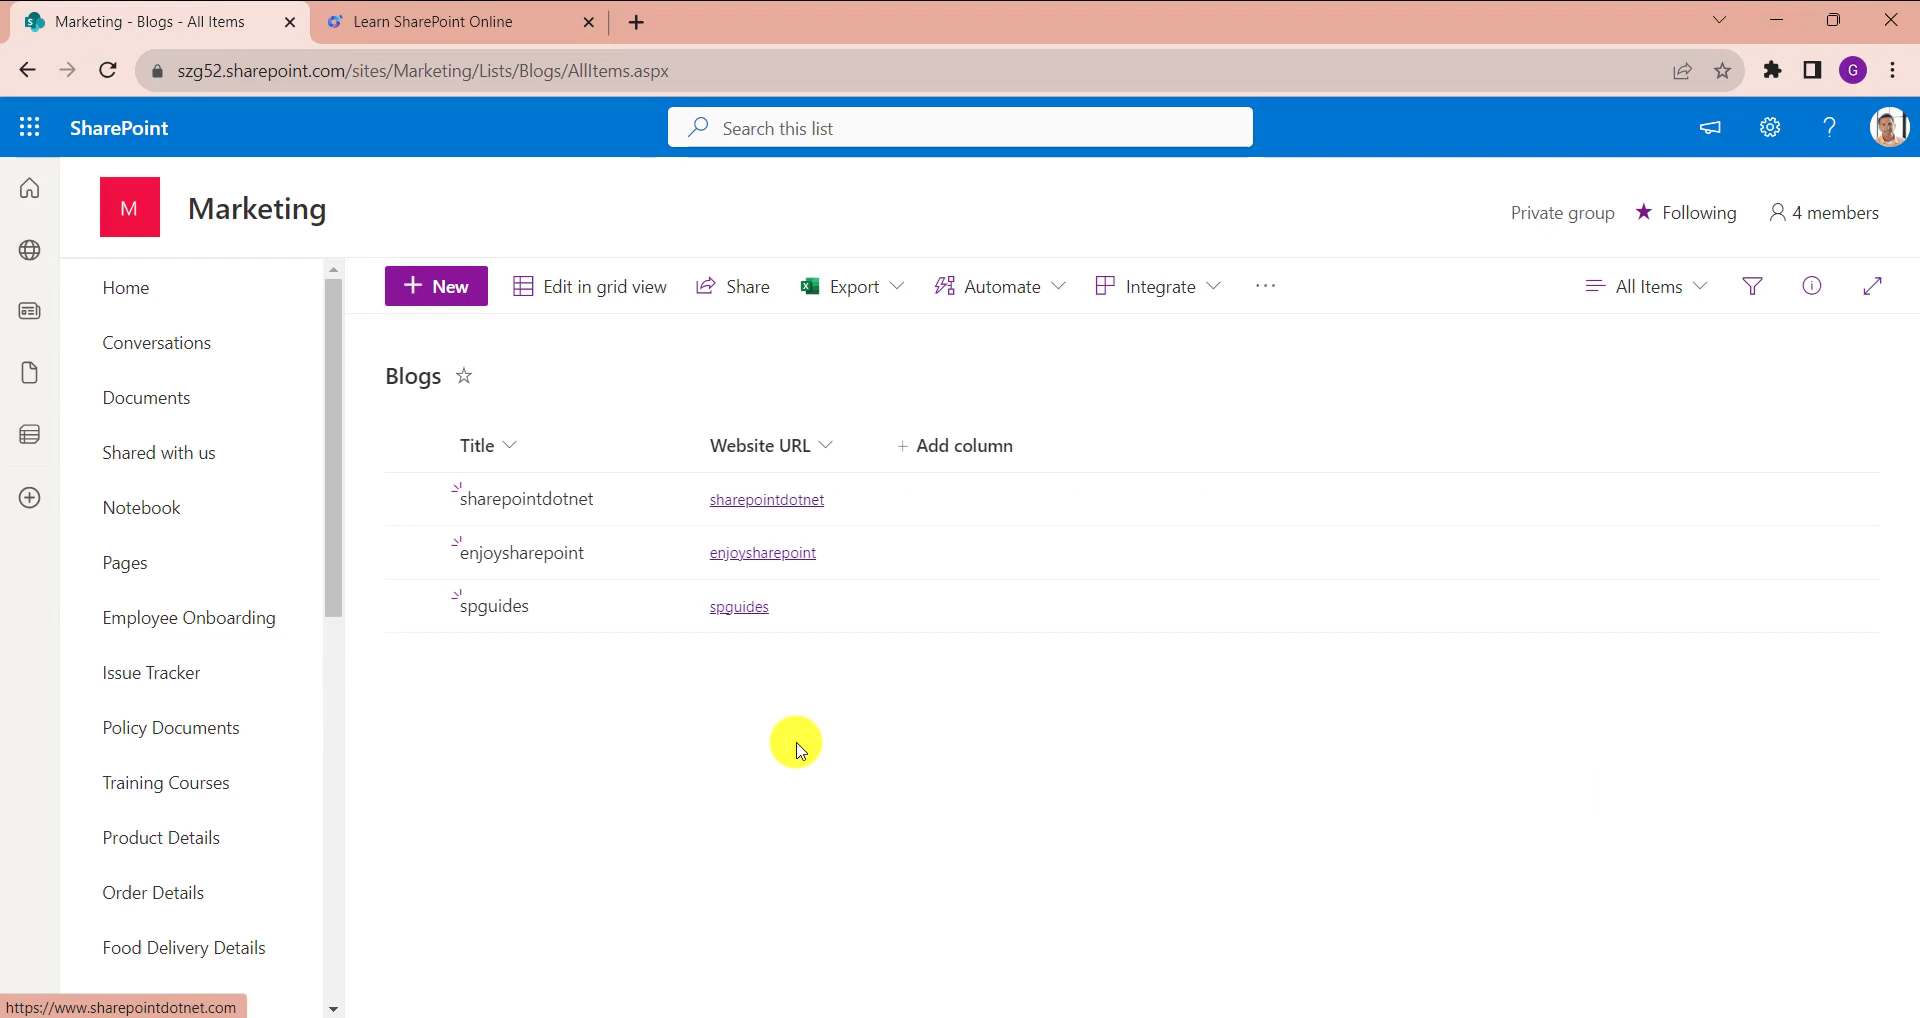 Marketing - Blogs - All Items
Learn SharePoint Online
szg52.sharepoint.com/sites/Marketing/Lists/Blogs/AllItems.aspx
G
SharePoint
Search this list
M
Marketing
Private group
Following
4 members
Home
Conversations
Documents
Shared with us
Notebook
Pages
Employee Onboarding
Issue Tracker
Policy Documents
Training Courses
Product Details
Order Details
Food Delivery Details
+ New
Edit in grid view
Share
Export
Automate
Integrate
...
All Items
Blogs
Title
Website URL
+ Add column
sharepointdotnet
sharepointdotnet
enjoysharepoint
enjoysharepoint
spguides
spguides
https://www.sharepointdotnet.com